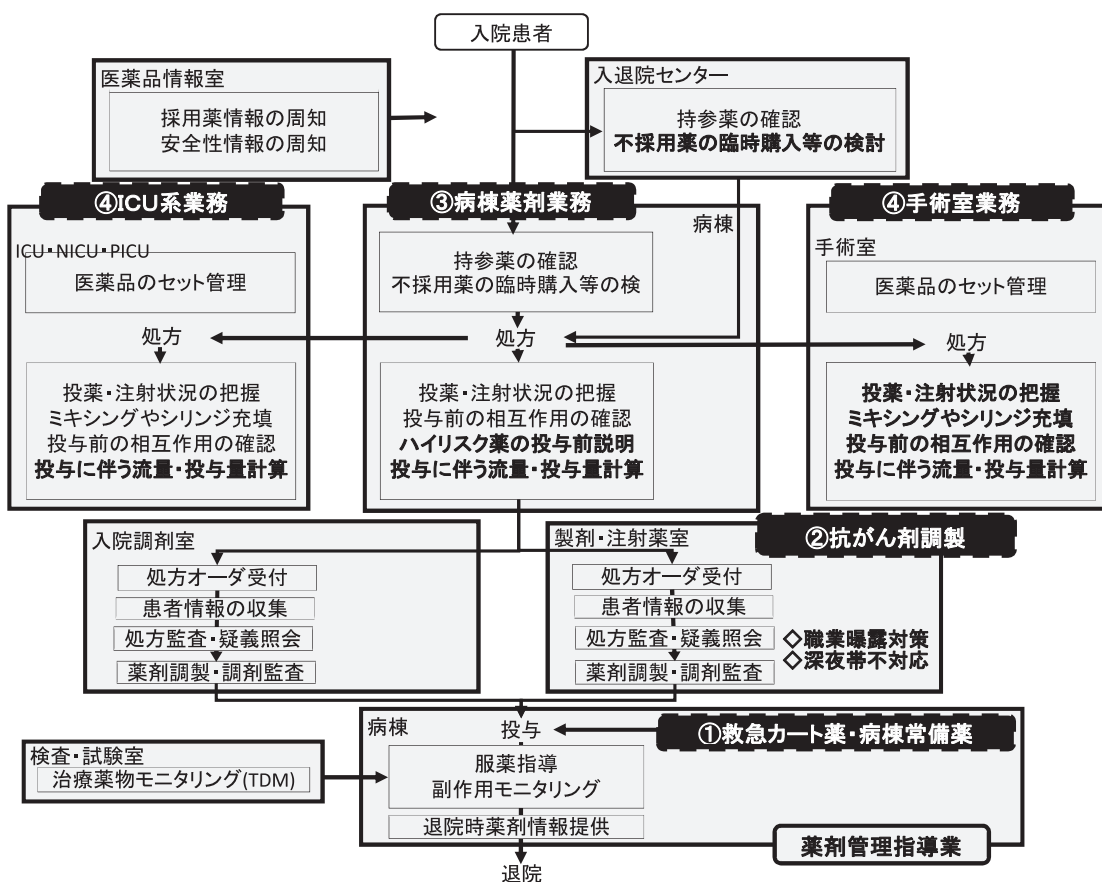 入院患者
医薬品情報室
採用薬情報の周知
安全性情報の周知
入退院センター
持参薬の確認
不採用薬の臨時購入等の検討
④ICU系業務
ICU・NICU・PICU
医薬品のセット管理
処方
投薬・注射状況の把握
ミキシングやシリンジ充填
投与前の相互作用の確認
投与に伴う流量・投与量計算
③病棟薬剤業務
病棟
持参薬の確認
不採用薬の臨時購入等の検
処方
投薬・注射状況の把握
投与前の相互作用の確認
ハイリスク薬の投与前説明
投与に伴う流量・投与量計算
④手術室業務
手術室
医薬品のセット管理
処方
投薬・注射状況の把握
ミキシングやシリンジ充填
投与前の相互作用の確認
投与に伴う流量・投与量計算
入院調剤室
処方オーダ受付
患者情報の収集
処方監査・疑義照会
薬剤調製・調剤監査
製剤・注射薬室
②抗がん剤調製
処方オーダ受付
患者情報の収集
処方監査・疑義照会
薬剤調製・調剤監査
◇職業曝露対策
◇深夜帯不対応
病棟
投与
①救急カート薬・病棟常備薬
検査・試験室
治療薬物モニタリング(TDM)
服薬指導
副作用モニタリング
退院時薬剤情報提供
薬剤管理指導業
退院